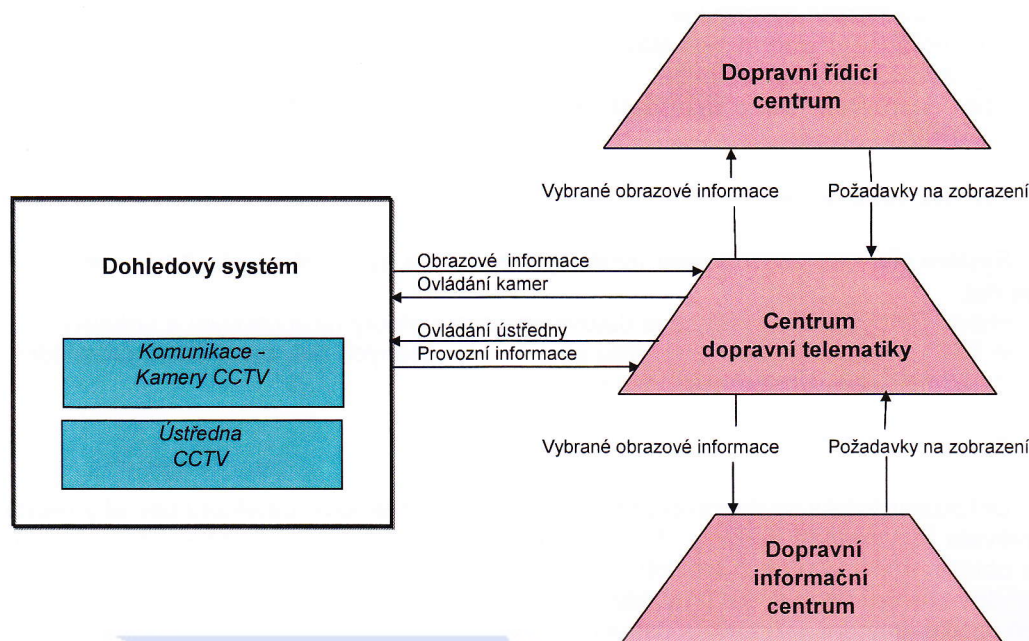 Dopravní řídicí
centrum
Vybrané obrazové informace
Požadavky na zobrazení
Dohledový systém
Obrazové informace
Ovládání kamer
Ovládání ústředny
Provozní informace
Komunikace -
Kamery CCTV
Ústředna
CCTV
Centrum
dopravní telematiky
Vybrané obrazové informace
Požadavky na zobrazení
Dopravní
informační
centrum